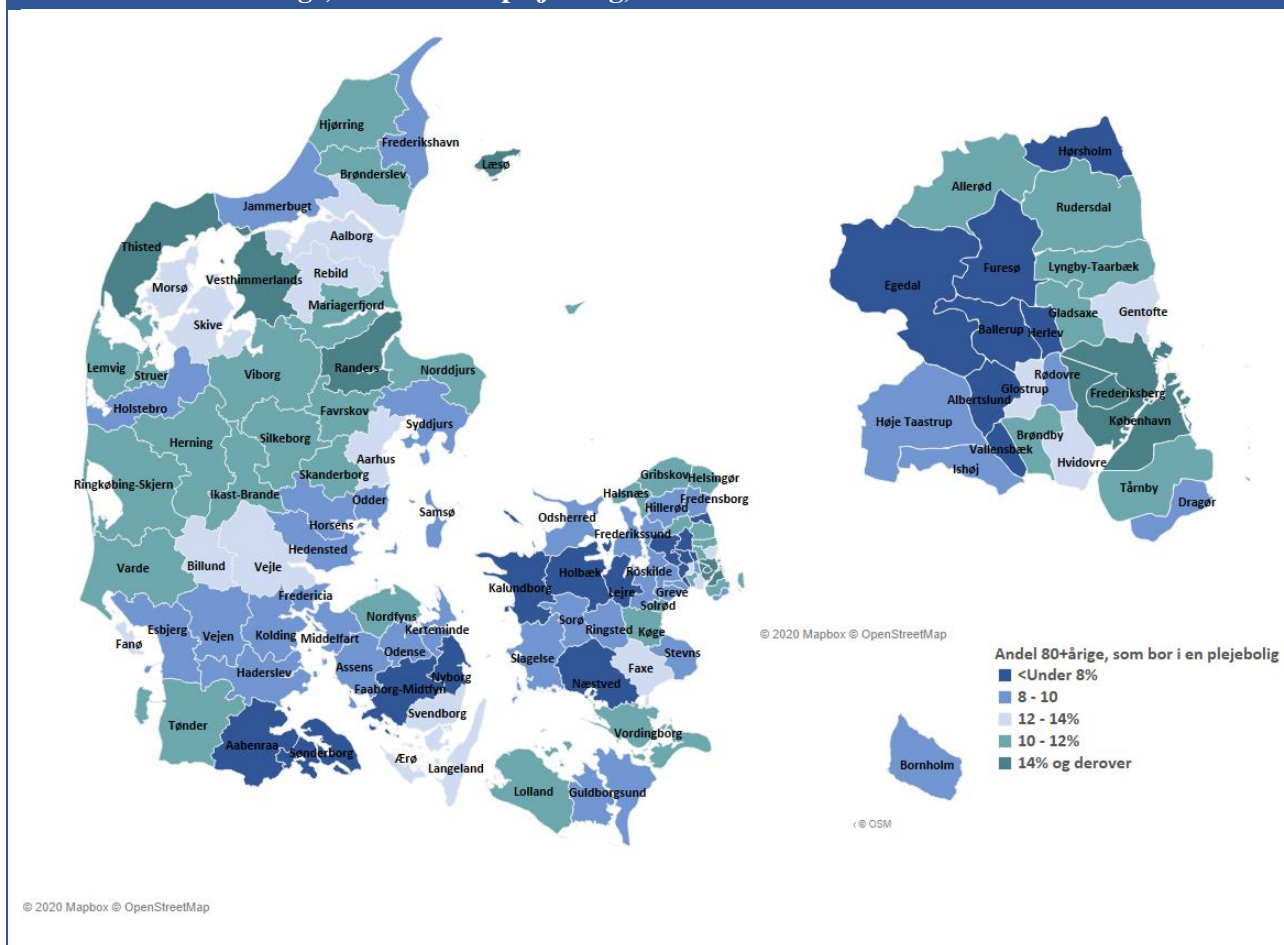 Hjørring
Frederikshavn
Læsø
Brønderslev
Jammerbugt
Aalborg
Thisted
Vesthimmerlands
Rebild
Morsø
Mariagerfjord
Skive
Lemvig
Struer
Viborg
Randers
Norddjurs
Holstebro
Favrskov
Syddjurs
Herning
Silkeborg
Aarhus
Skanderborg
Ringkøbing-Skjern
Ikast-Brande
Odder
Samsø
Horsens
Hedensted
Varde
Billund
Vejle
Fredericia
Nordfyns
Esbjerg
Vejen
Kolding
Middelfart
Kerteminde
Fanø
Odense
Assens
Nyborg
Haderslev
Faaborg-Midtfyn
Svendborg
Tønder
Aabenraa
Sønderborg
Ærø
Langeland
Gribskov
Helsingør
Halsnæs
Hillerød
Fredensborg
Odsherred
Frederikssund
Kalundborg
Holbæk
Lejre
Roskilde
Greve
Solrød
Sorø
Ringsted
Køge
Slagelse
Stevns
Faxe
Næstved
Vordingborg
Lolland
Guldborgsund
Hørsholm
Allerød
Rudersdal
Egedal
Furesø
Lyngby-Taarbæk
Gladsaxe
Gentofte
Ballerup
Herlev
Rødovre
Glostrup
Frederiksberg
Albertslund
Høje Taastrup
København
Brøndby
Vallensbæk
Hvidovre
Ishøj
Tårnby
Dragør
© 2020 Mapbox © OpenStreetMap
Andel 80+årige, som bor i en plejebolig
<Under 8%
8 - 10
12 - 14%
10 - 12%
14% og derover
Bornholm
© OSM
© 2020 Mapbox © OpenStreetMap